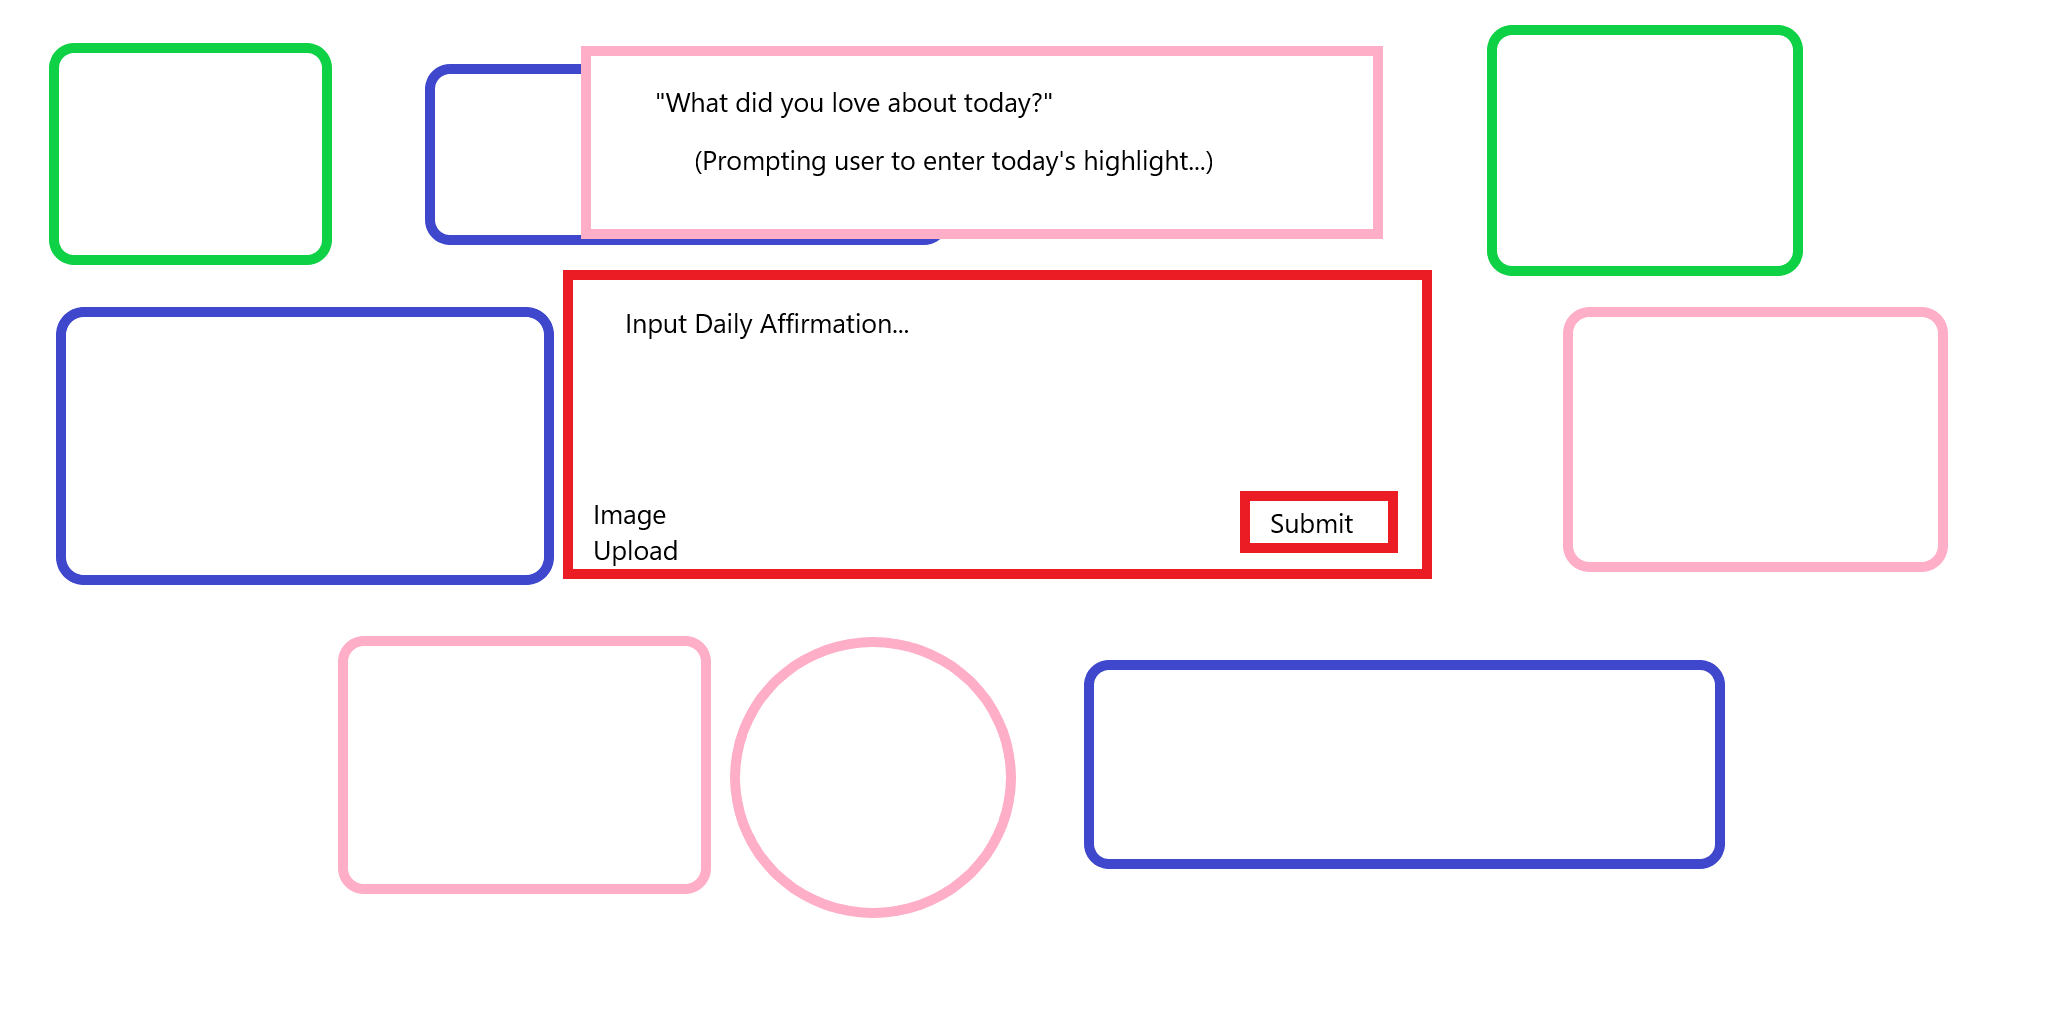 "What did you love about today?"
(Prompting user to enter today's highlight...)
Input Daily Affirmation...
Image
Upload
Submit